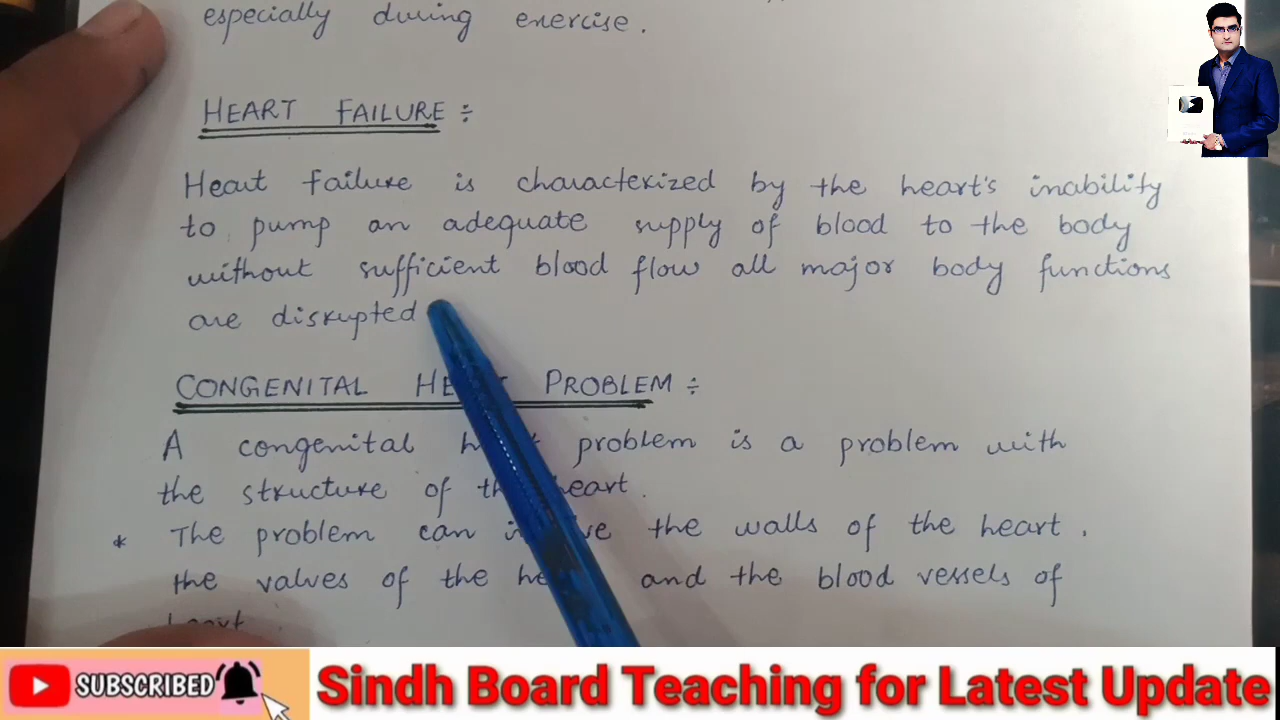 especially during exercise.
HEART FAILURE ÷
Heart failure is characterized by the heart's inability
to pump an adequate supply of blood to the body
without sufficient blood flow all major body functions
are disrupted
CONGENITAL PROBLEM ÷
A congenital problem is a problem with
the structure of heart.
* The problem can the walls of the heart.
the valves of the and the blood vessels of
SUBSCRIBED
Sindh Board Teaching for Latest Update